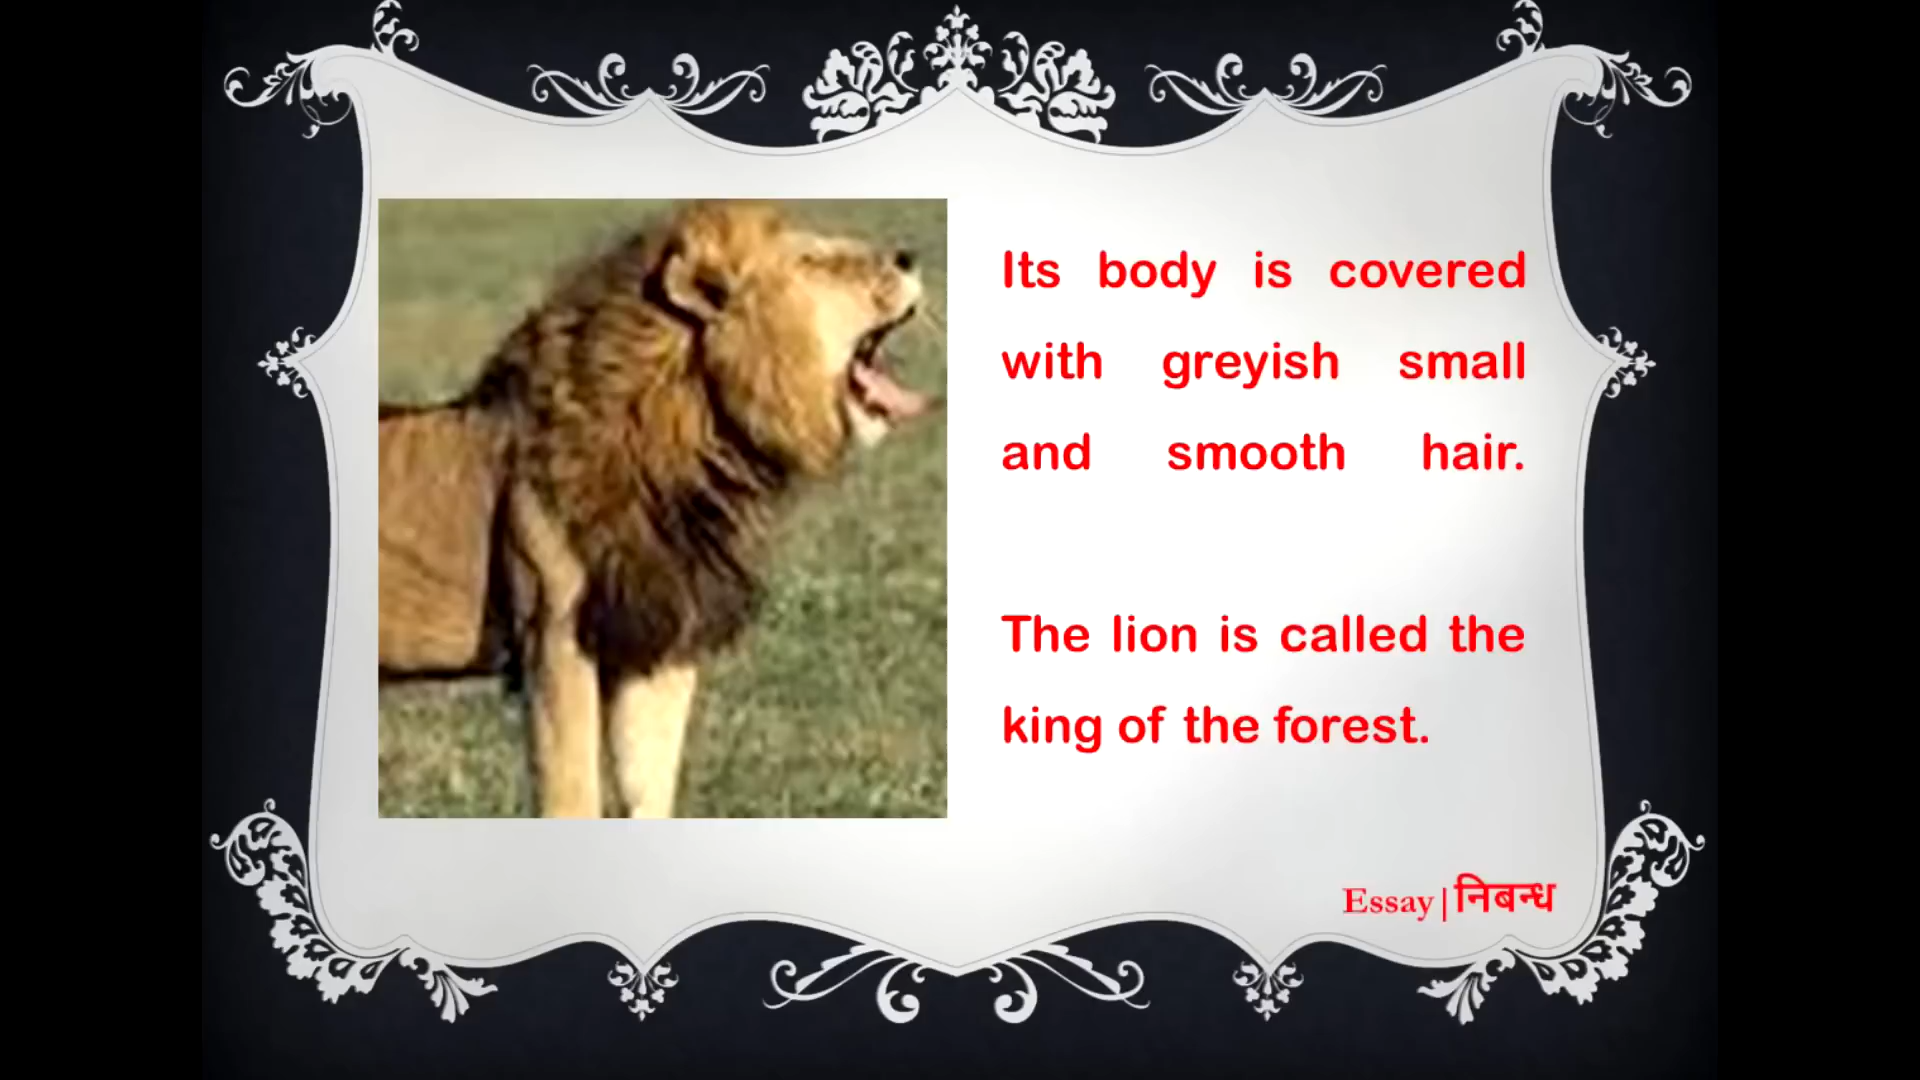 Its body is covered
with greyish small
and smooth hair.
The lion is called the
king of the forest.
Essay|निबन्ध